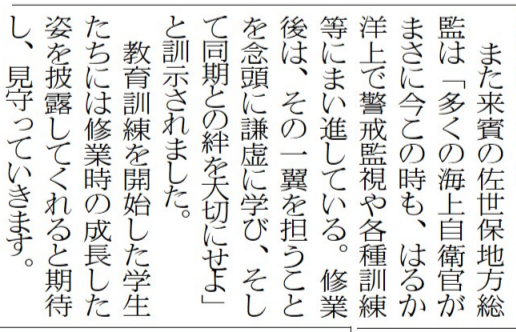 また来賓の佐世保地方総
監は「多くの海上自衛官が
まさに今この時も、はるか
洋上で警戒監視や各種訓練
等にまい進している。修業
後は、その一翼を担うこと
を念頭に謙虚に学び、そし
て同期との絆を大切にせよ」
と訓示されました。
　教育訓練を開始した学生
たちには修業時の成長した
姿を披露してくれると期待
し、見守っていきます。